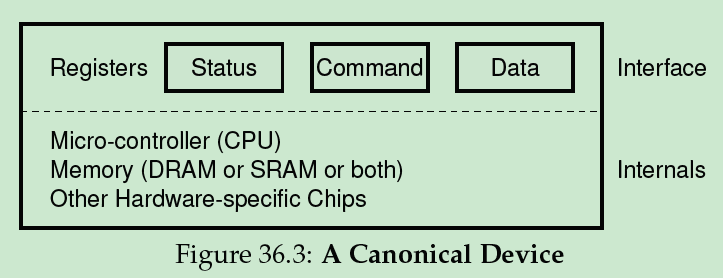 Registers Status Command Data Interface
Micro-controller (CPU)
Memory (DRAM or SRAM or both) Internals
Other Hardware-specific Chips
Figure 36.3: A Canonical Device